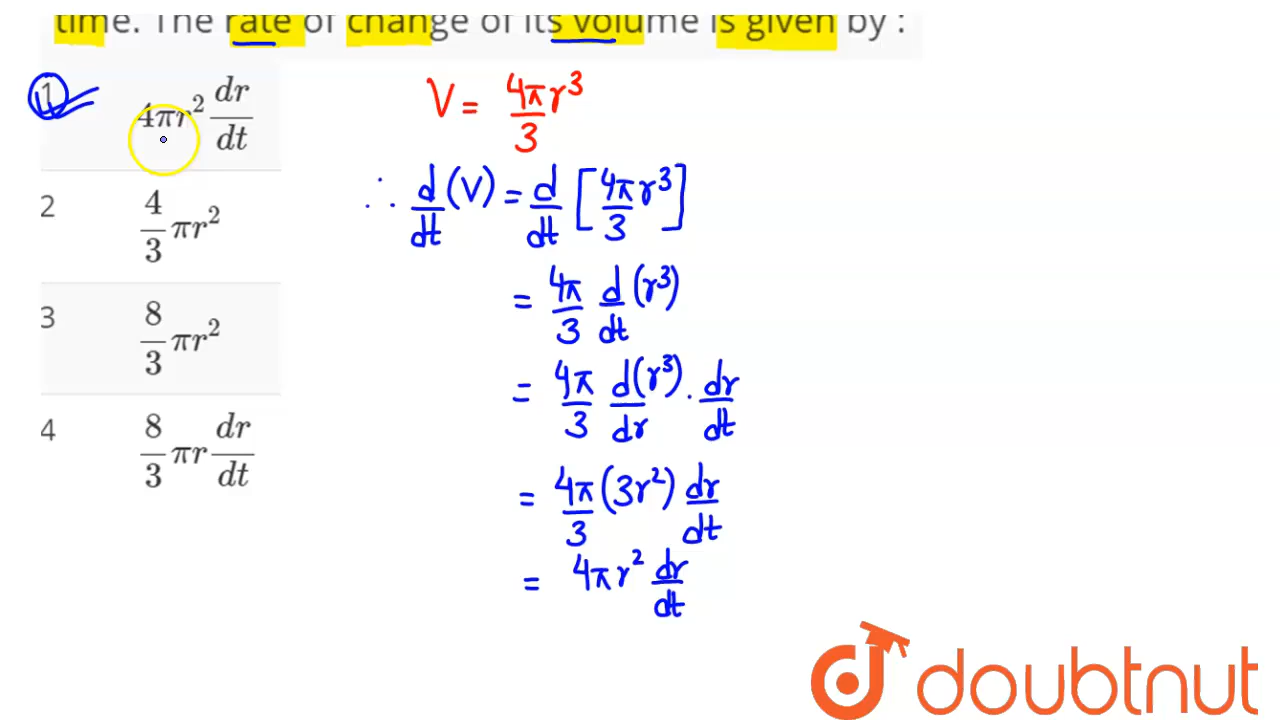 time. The rate of change of its volume is given by :
1 4πr² dr/dt
2 4/3 πr²
3 8/3 πr²
4 8/3 πr dr/dt
V = 4π/3 r³
∴ d/dt (V) = d/dt [4π/3 r³]
= 4π/3 d/dt (r³)
= 4π/3 d(r³)/dr . dr/dt
= 4π/3 (3r²) dr/dt
= 4πr² dr/dt
doubtnut